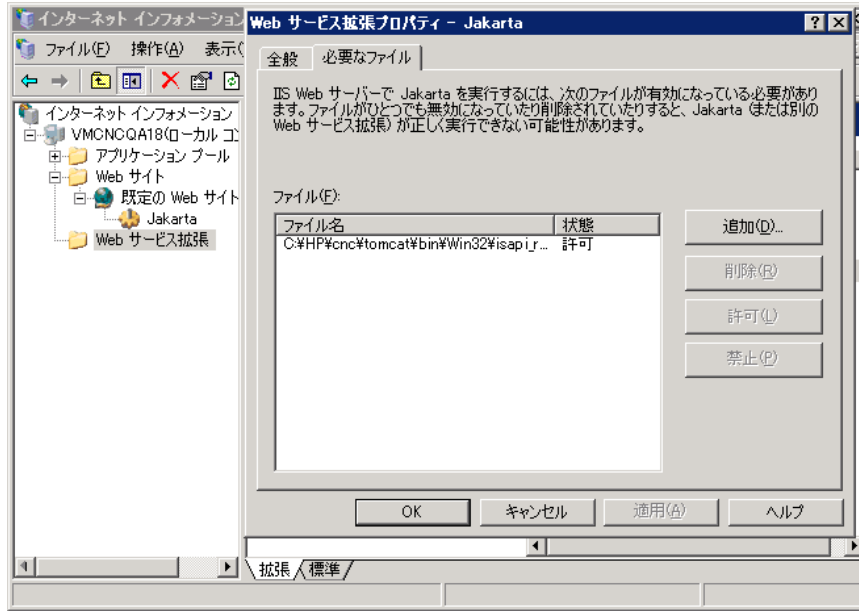 インターネット インフォメーション
ファイル(F) 操作(A) 表示(
インターネット インフォメーション
VMCNCQA18(ローカル コン
アプリケーション プール
Web サイト
既定の Web サイト
Jakarta
Web サービス拡張
Web サービス拡張プロパティ - Jakarta
全般 必要なファイル
IIS Web サーバーで Jakarta を実行するには、次のファイルが有効になっている必要があり
ます。ファイルがひとつでも無効になっていたり削除されていたりすると、Jakarta (または別の
Web サービス拡張) が正しく実行できない可能性があります。
ファイル(F):
ファイル名 状態
C:¥HP¥cnc¥tomcat¥bin¥Win32¥isapi_r... 許可
追加(D)...
削除(R)
許可(L)
禁止(P)
OK キャンセル 適用(A) ヘルプ
拡張 標準